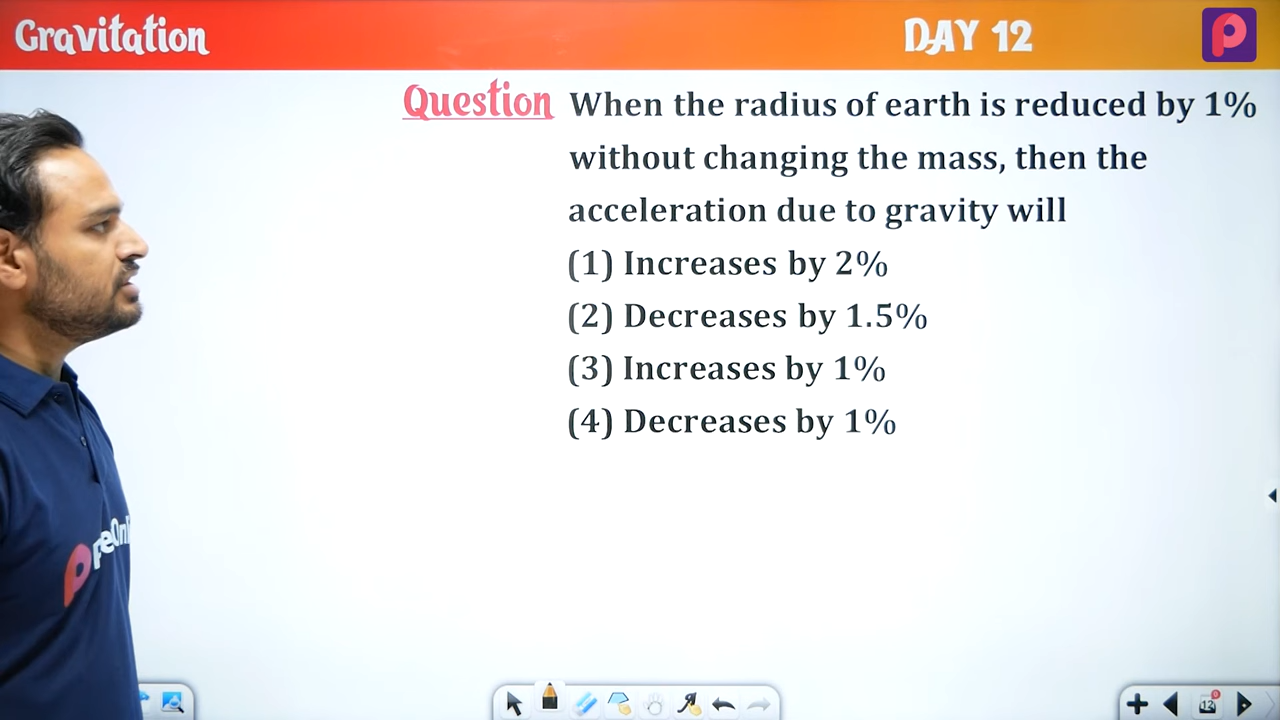 Gravitation
DAY 12
Question When the radius of earth is reduced by 1%
without changing the mass, then the
acceleration due to gravity will
(1) Increases by 2%
(2) Decreases by 1.5%
(3) Increases by 1%
(4) Decreases by 1%
12